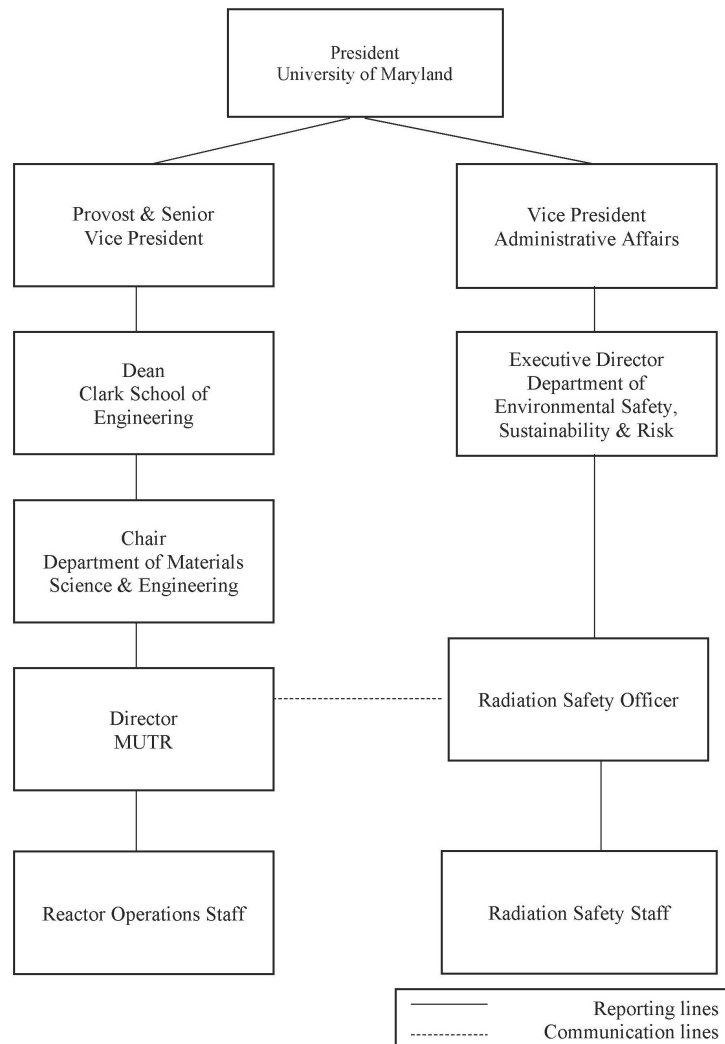 President
University of Maryland
Provost & Senior
Vice President
Vice President
Administrative Affairs
Dean
Clark School of
Engineering
Executive Director
Department of
Environmental Safety,
Sustainability & Risk
Chair
Department of Materials
Science & Engineering
Director
MUTR
Radiation Safety Officer
Reactor Operations Staff
Radiation Safety Staff
Reporting lines
Communication lines